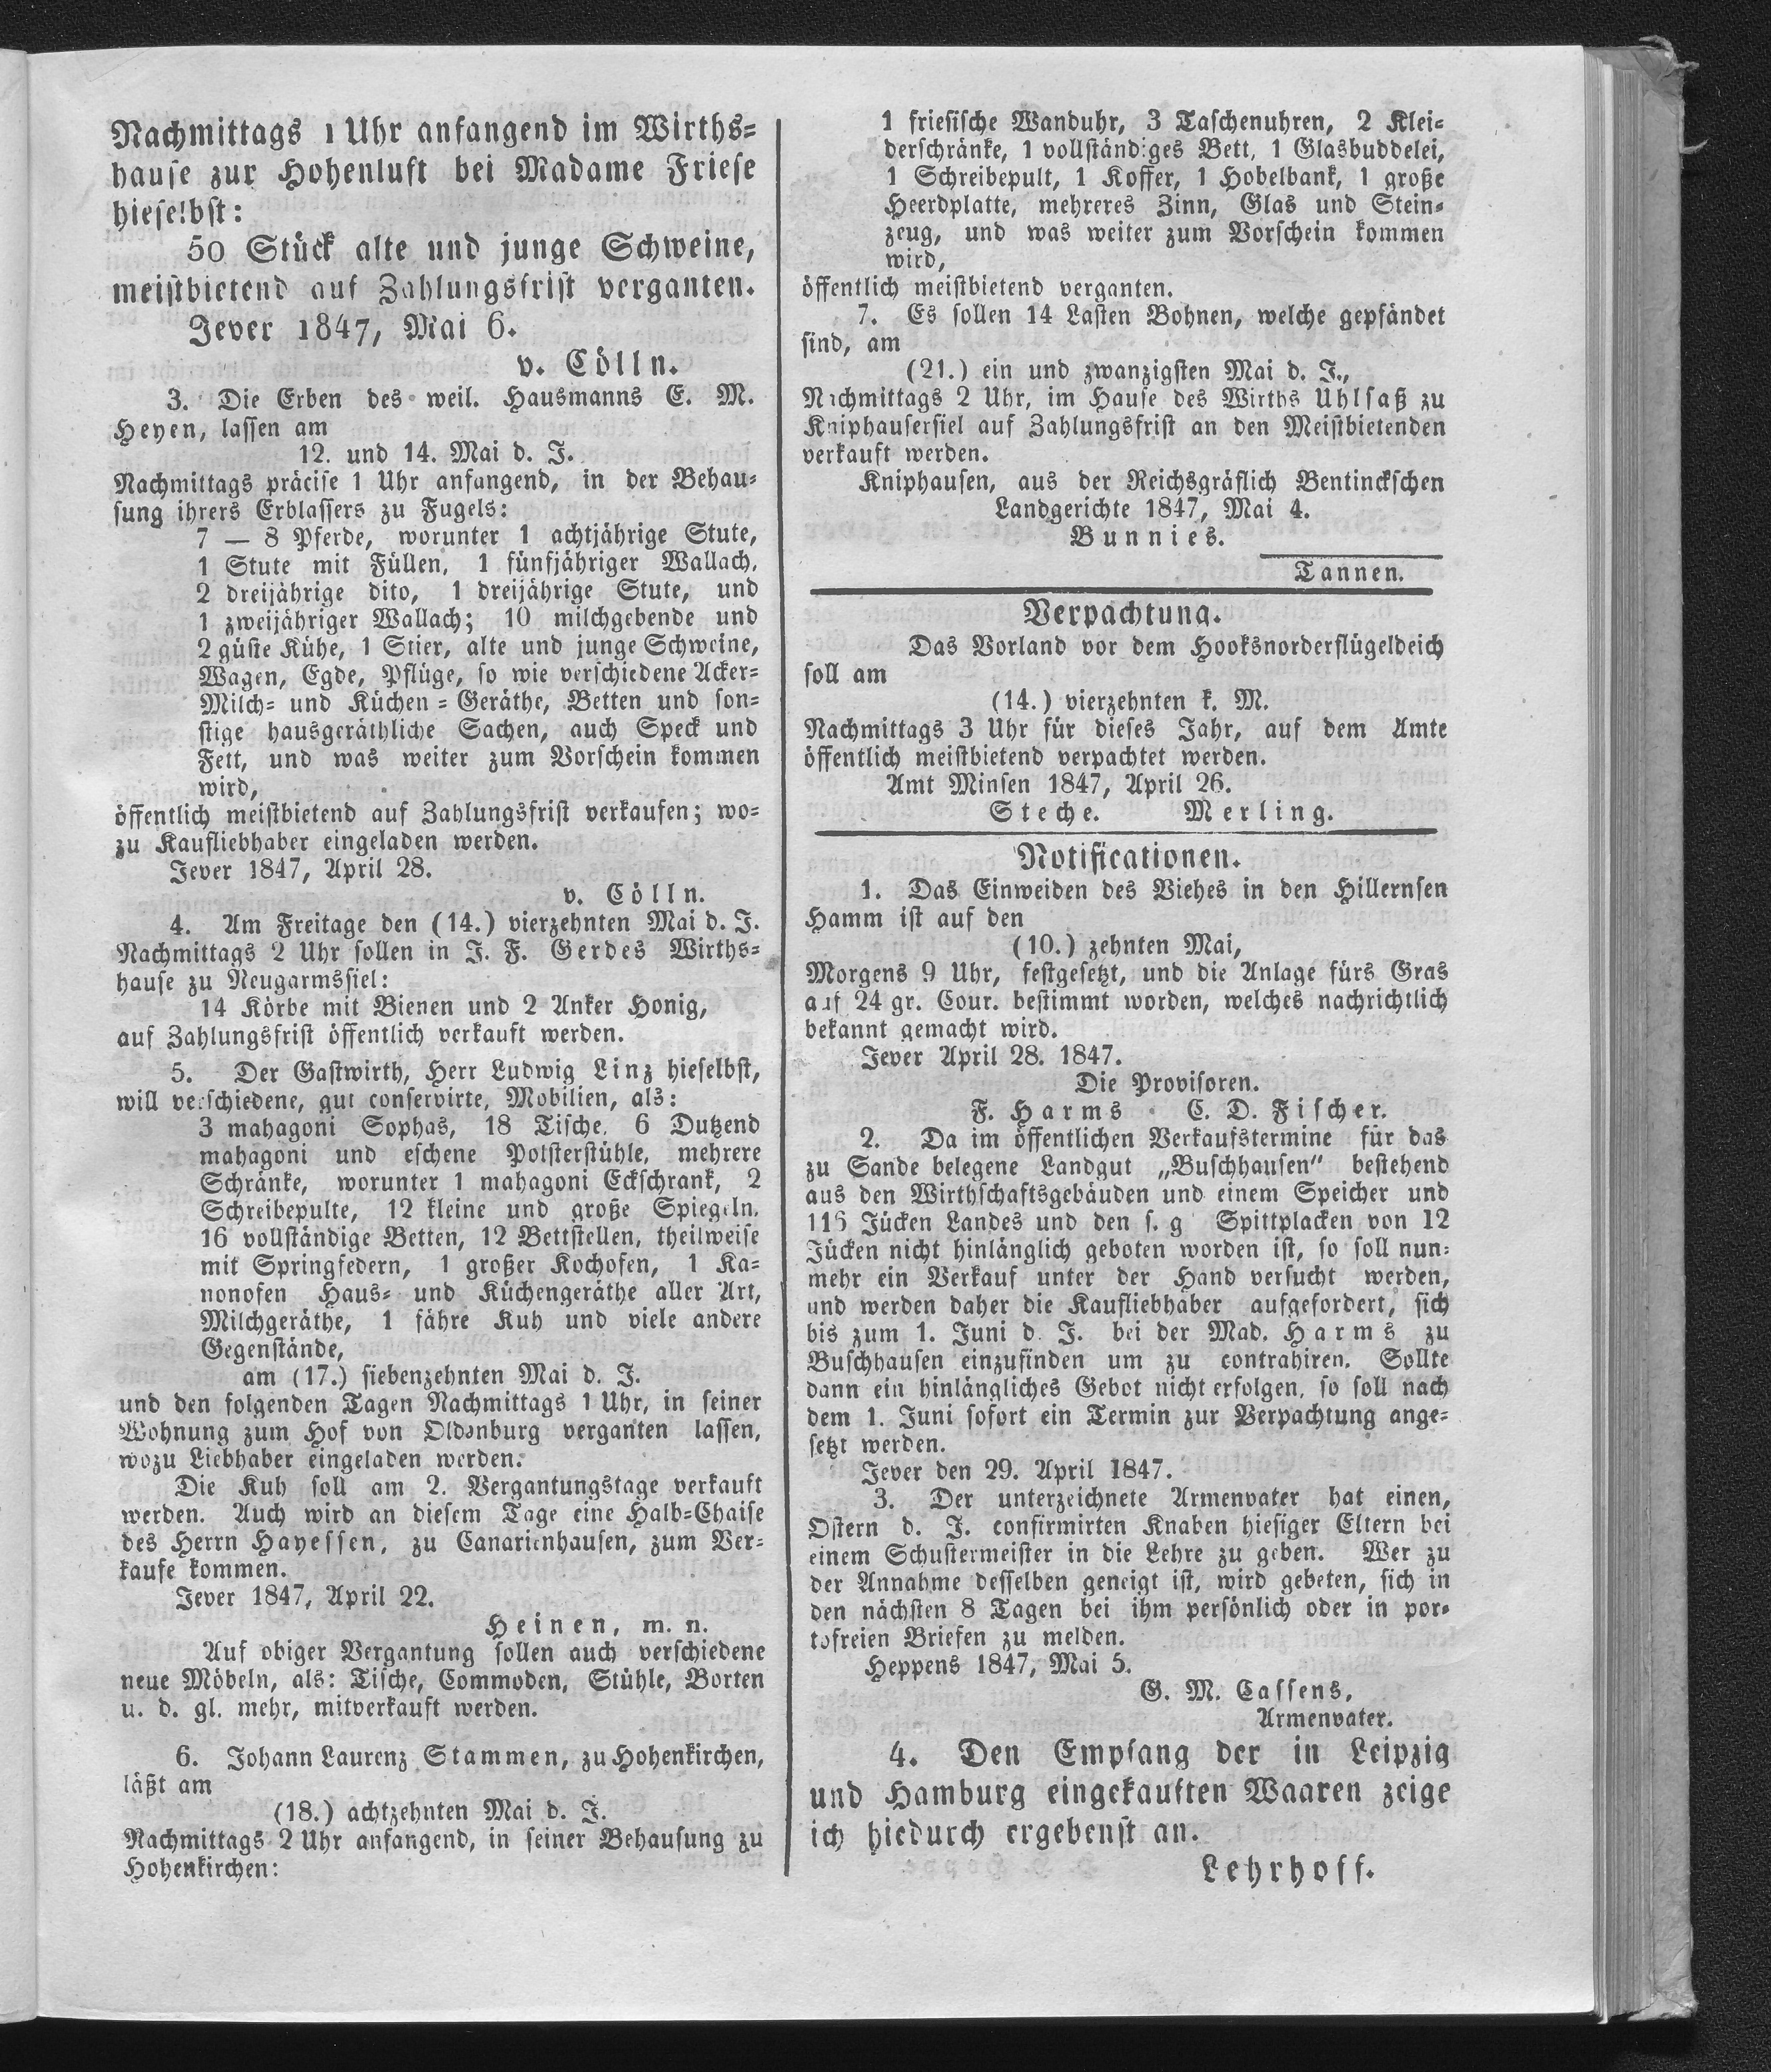 Nachmittags 1 Uhr anfangend im Wirths=
hause zur Hohenluft bei Madame Friese
hieselbst:
50 Stück alte und junge Schweine,
meistbietend auf Zahlungsfrist verganten.
Jever 1847, Mai 6.
v. Cölln.
3. Die Erben des weil. Hausmanns E. M.
Heyen, lassen am
12. und 14. Mai d. J.
Nachmittags präcise 1 Uhr anfangend, in der Behau=
sung ihrers Erblassers zu Fugels:
7 — 8 Pferde, worunter 1 achtjährige Stute,
1 Stute mit Füllen, 1 fünfjähriger Wallach,
2 dreijährige dito, 1 dreijährige Stute, und
1 zweijähriger Wallach; 10 milchgebende und
2 güste Kühe, 1 Stier, alte und junge Schweine,
Wagen, Egde, Pflüge, so wie verschiedene Acker=
Milch= und Küchen = Geräthe, Betten und son=
stige hausgeräthliche Sachen, auch Speck und
Fett, und was weiter zum Vorschein kommen
wird,
öffentlich meistbietend auf Zahlungsfrist verkaufen; wo=
zu Kaufliebhaber eingeladen werden.
Jever 1847, April 28.
v. Cölln.
4. Am Freitage den (14.) vierzehnten Mai d. J.
Nachmittags 2 Uhr sollen in J. F. Gerdes Wirths=
hause zu Neugarmssiel:
14 Körbe mit Bienen und 2 Anker Honig,
auf Zahlungsfrist öffentlich verkauft werden.
5. Der Gastwirth, Herr Ludwig Linz hieselbst,
will verschiedene, gut conservirte, Mobilien, als:
3 mahagoni Sophas, 18 Tische, 6 Dutzend
mahagoni und eschene Polsterstühle, mehrere
Schränke, worunter 1 mahagoni Eckschrank, 2
Schreibepulte, 12 kleine und große Spiegeln,
16 vollständige Betten, 12 Bettstellen, theilweise
mit Springfedern, 1 großer Kochofen, 1 Ka=
nonofen Haus= und Küchengeräthe aller Art,
Milchgeräthe, 1 fähre Kuh und viele andere
Gegenstände,
am (17.) siebenzehnten Mai d. J.
und den folgenden Tagen Nachmittags 1 Uhr, in seiner
Wohnung zum Hof von Oldenburg verganten lassen,
wozu Liebhaber eingeladen werden.
Die Kuh soll am 2. Vergantungstage verkauft
werden. Auch wird an diesem Tage eine Halb=Chaise
des Herrn Hayessen, zu Canarienhausen, zum Ver=
kaufe kommen.
Jever 1847, April 22.
Heinen, m. n.
Auf obiger Vergantung sollen auch verschiedene
neue Möbeln, als: Tische, Commoden, Stühle, Borten
u. d. gl. mehr, mitverkauft werden.
6. Johann Laurenz Stammen, zu Hohenkirchen,
läßt am
(18.) achtzehnten Mai d. J.
Nachmittags 2 Uhr anfangend, in seiner Behausung zu
Hohenkirchen:
1 friesische Wanduhr, 3 Taschenuhren, 2 Klei=
derschränke, 1 vollständiges Bett, 1 Glasbuddelei,
1 Schreibepult, 1 Koffer, 1 Hobelbank, 1 große
Heerdplatte, mehreres Zinn, Glas und Stein=
zeug, und was weiter zum Vorschein kommen
wird,
öffentlich meistbietend verganten.
7. Es sollen 14 Lasten Bohnen, welche gepfändet
sind, am
(21.) ein und zwanzigsten Mai d. J.,
Nachmittags 2 Uhr, im Hause des Wirths Uhlsaß zu
Kniphausersiel auf Zahlungsfrist an den Meistbietenden
verkauft werden.
Kniphausen, aus der Reichsgräflich Bentinckschen
Landgerichte 1847, Mai 4.
Bunnies.
Tannen.
Verpachtung.
Das Vorland vor dem Hooksnorderflügeldeich
soll am
(14.) vierzehnten k. M.
Nachmittags 3 Uhr für dieses Jahr, auf dem Amte
öffentlich meistbietend verpachtet werden.
Amt Minsen 1847, April 26.
Steche. Merling.
Notificationen.
1. Das Einweiden des Viehes in den Hillernsen
Hamm ist auf den
(10.) zehnten Mai,
Morgens 9 Uhr, festgesetzt, und die Anlage fürs Gras
auf 24 gr. Cour. bestimmt worden, welches nachrichtlich
bekannt gemacht wird.
Jever April 28. 1847.
Die Provisoren.
F. Harms C. D. Fischer.
2. Da im öffentlichen Verkaufstermine für das
zu Sande belegene Landgut „Buschhausen“ bestehend
aus den Wirthschaftsgebäuden und einem Speicher und
116 Jücken Landes und den s. g Spittplacken von 12
Jücken nicht hinlänglich geboten worden ist, so soll nun=
mehr ein Verkauf unter der Hand versucht werden,
und werden daher die Kaufliebhaber aufgefordert, sich
bis zum 1. Juni d. J. bei der Mad. Harms zu
Buschhausen einzufinden um zu contrahiren. Sollte
dann ein hinlängliches Gebot nicht erfolgen, so soll nach
dem 1. Juni sofort ein Termin zur Verpachtung ange=
setzt werden.
Jever den 29. April 1847.
3. Der unterzeichnete Armenvater hat einen,
Ostern d. J. confirmirten Knaben hiesiger Eltern bei
einem Schustermeister in die Lehre zu geben. Wer zu
der Annahme desselben geneigt ist, wird gebeten, sich in
den nächsten 8 Tagen bei ihm persönlich oder in por=
tofreien Briefen zu melden.
Heppens 1847, Mai 5.
G. M. Cassens,
Armenvater.
4. Den Empfang der in Leipzig
und Hamburg eingekauften Waaren zeige
ich hiedurch ergebenst an.
Lehrhoff.